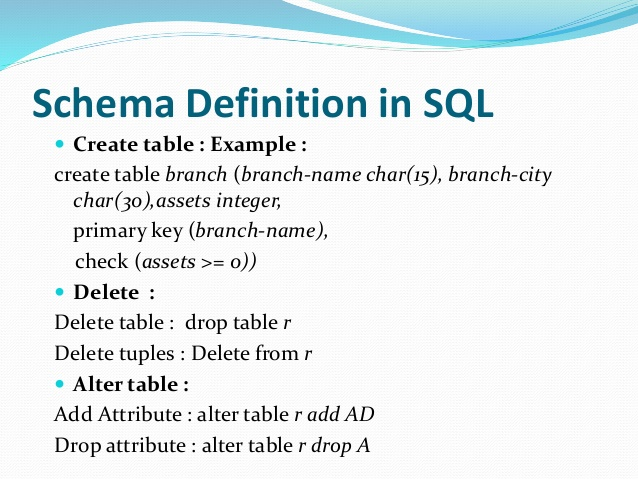 Schema Definition in SQL
• Create table : Example :
create table branch (branch-name char(15), branch-city
char(30),assets integer,
primary key (branch-name),
check (assets >= 0))
• Delete :
Delete table : drop table r
Delete tuples : Delete from r
• Alter table :
Add Attribute : alter table r add AD
Drop attribute : alter table r drop A